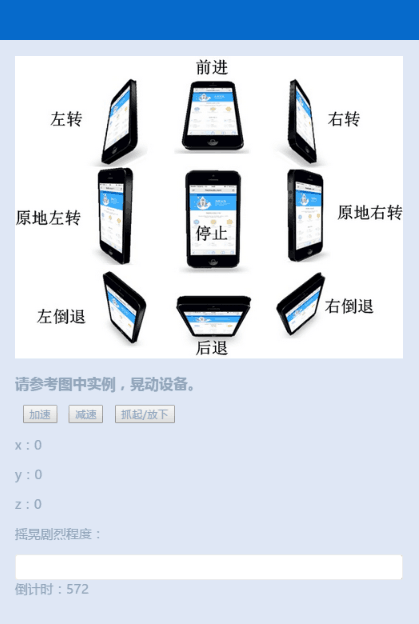 前进
左转
右转
原地左转
停止
原地右转
左倒退
后退
右倒退
请参考图中实例，晃动设备。
加速 减速 抓起/放下
x：0
y：0
z：0
摇晃剧烈程度：
倒计时：572